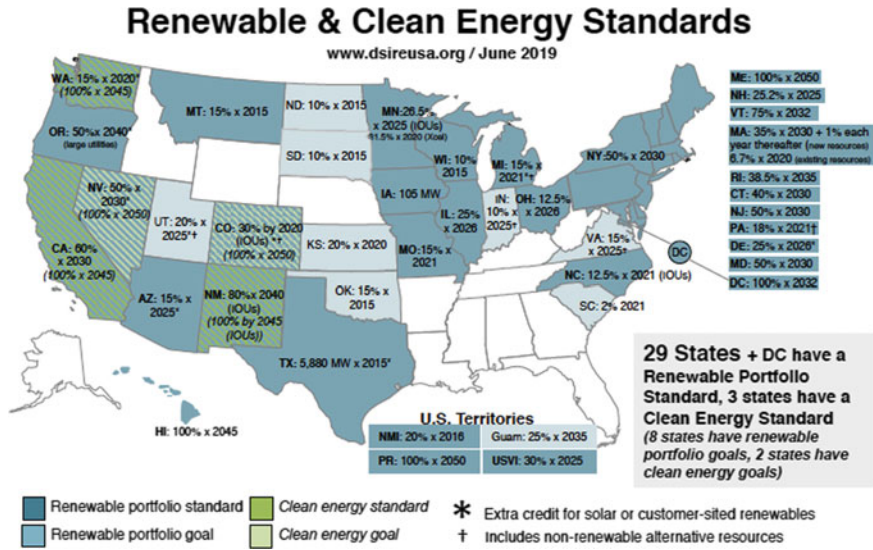 Renewable & Clean Energy Standards
www.dsireusa.org / June 2019
WA: 15% x 2020*
(100% x 2045)
OR: 50%x 2040*
(large utilities)
CA: 60%
x 2030
(100% x 2045)
NV: 50% x
2030*
(100% x 2050)
MT: 15% x 2015
UT: 20% x
2025*†
AZ: 15% x
2025*
CO: 30% by 2020
(IOUs) *†
(100% x 2050)
NM: 80%x 2040
(IOUs)
(100% by 2045
(IOUs))
ND: 10% x 2015
SD: 10% x 2015
KS: 20% x 2020
OK: 15% x
2015
TX: 5,880 MW x 2015*
MN:26.5%
x 2025 (IOUs)
31.5% x 2020 (Xcel)
IA: 105 MW
MO:15% x
2021
WI: 10%
2015
IL: 25%
x 2026
MI: 15% x
2021*†
IN:
10% x
2025†
OH: 12.5%
x 2026
NY:50% x 2030
VA: 15%
x 2025†
NC: 12.5% x 2021 (IOUs)
SC: 2% 2021
DC
HI: 100% x 2045
ME: 100% x 2050
NH: 25.2% x 2025
VT: 75% x 2032
MA: 35% x 2030 + 1% each
year thereafter (new resources)
6.7% x 2020 (existing resources)
RI: 38.5% x 2035
CT: 40% x 2030
NJ: 50% x 2030
PA: 18% x 2021†
DE: 25% x 2026*
MD: 50% x 2030
DC: 100% x 2032
29 States + DC have a
Renewable Portfolio
Standard, 3 states have a
Clean Energy Standard
(8 states have renewable
portfolio goals, 2 states have
clean energy goals)
U.S. Territories
NMI: 20% x 2016
Guam: 25% x 2035
PR: 100% x 2050
USVI: 30% x 2025
Renewable portfolio standard
Clean energy standard
* Extra credit for solar or customer-sited renewables
Renewable portfolio goal
Clean energy goal
† Includes non-renewable alternative resources